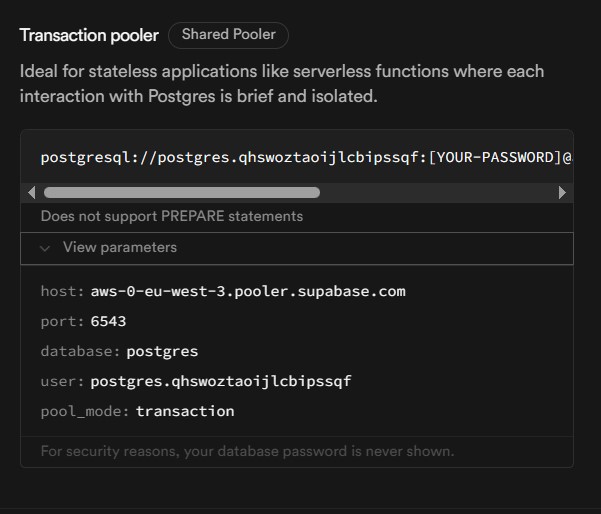 Transaction pooler Shared Pooler
Ideal for stateless applications like serverless functions where each
interaction with Postgres is brief and isolated.
postgresql://postgres.qhswoztaoijlcbipssqf:[YOUR-PASSWORD]@
Does not support PREPARE statements
View parameters
host: aws-0-eu-west-3.pooler.supabase.com
port: 6543
database: postgres
user: postgres.qhswoztaoijlcbipssqf
pool_mode: transaction
For security reasons, your database password is never shown.